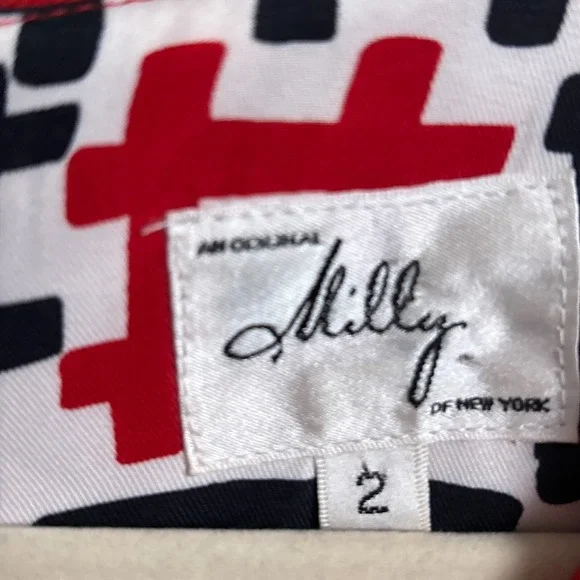 AN ORIGINAL
Milly
OF NEW YORK
2